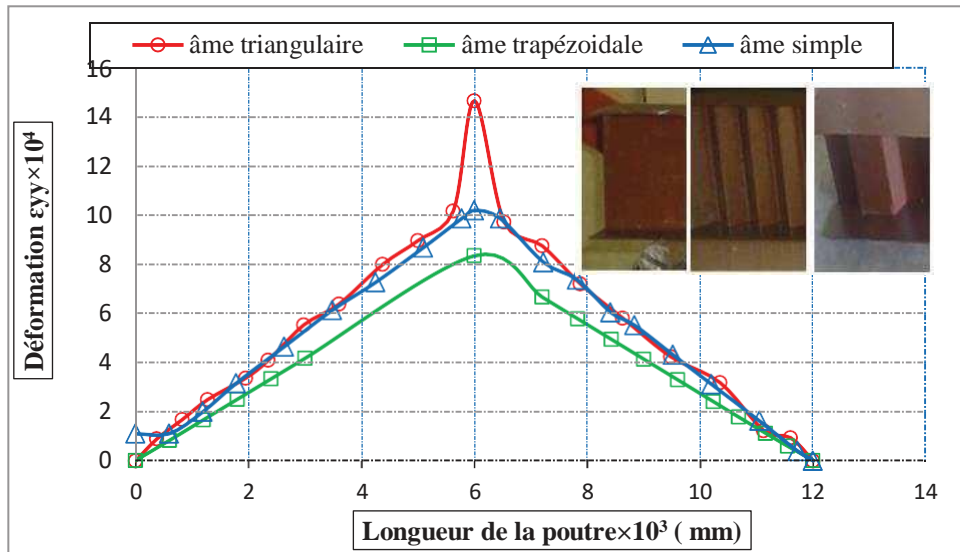 âme triangulaire
âme trapézoidale
âme simple
16
14
12
10
8
6
4
2
0
Déformation εyy×10⁴
0 2 4 6 8 10 12 14
Longueur de la poutre×10³ ( mm)